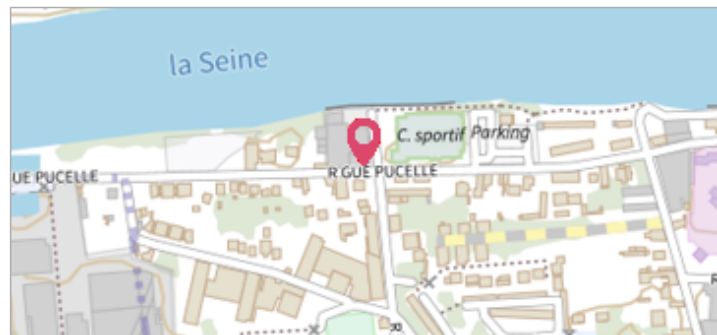 la Seine
C. sportif Parking
R GUE PUCELLE
UE PUCELLE
R
R